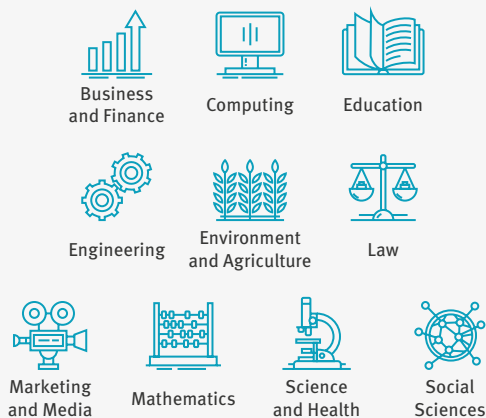 Business
and Finance
Computing
Education
Engineering
Environment
and Agriculture
Law
Marketing
and Media
Mathematics
Science
and Health
Social
Sciences